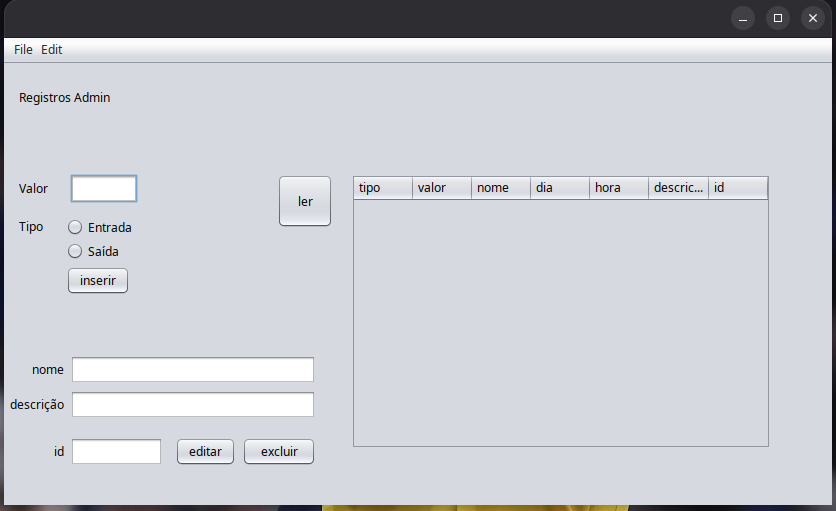 File Edit
Registros Admin
Valor
ler
tipo valor nome dia hora descric... id
Tipo
Entrada
Saída
inserir
nome
descrição
id
editar excluir